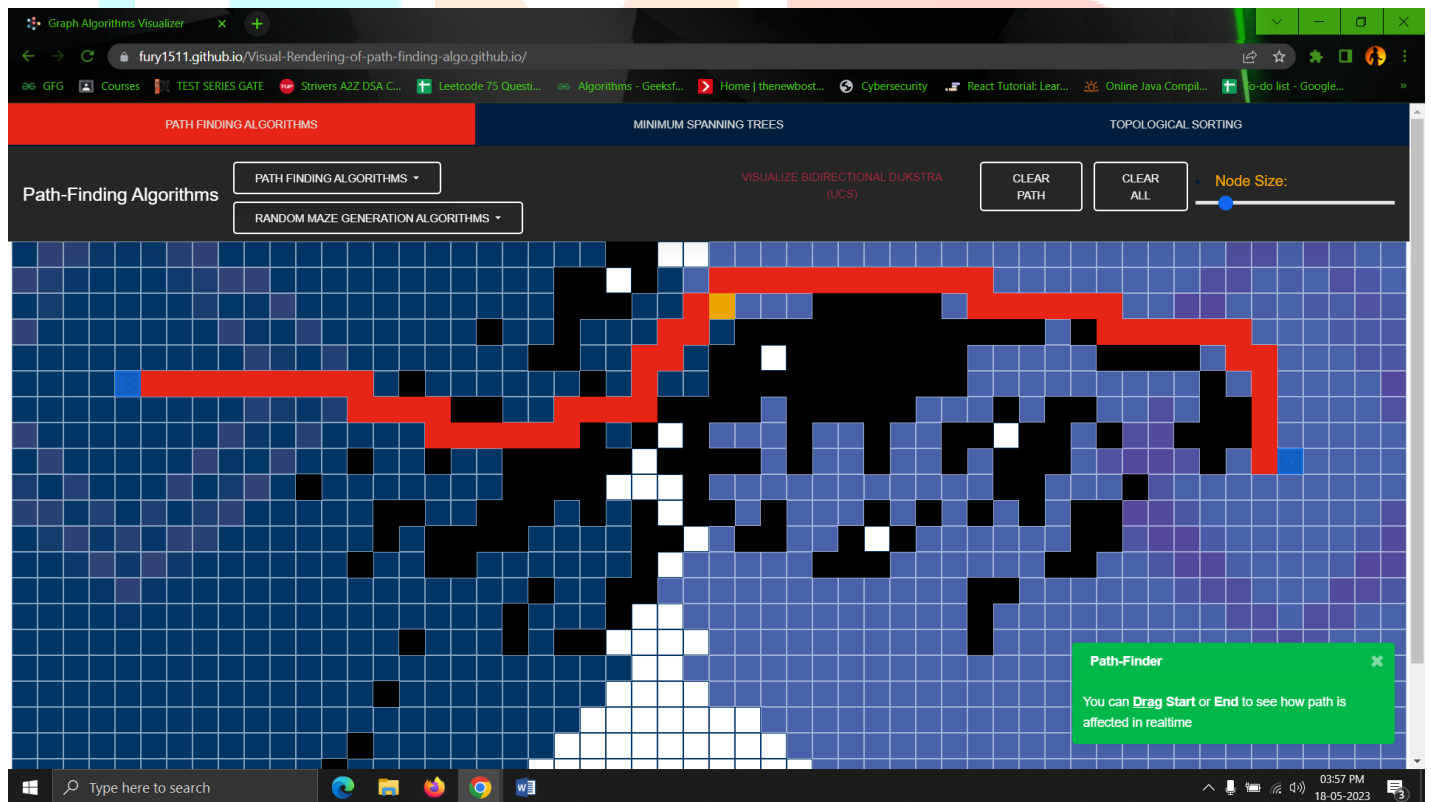 Graph Algorithms Visualizer
fury1511.github.io/Visual-Rendering-of-path-finding-algo.github.io/
GFG Courses TEST SERIES GATE Strivers A2Z DSA C... Leetcode 75 Questi... Algorithms - Geeksf... Home | thenewbost... Cybersecurity React Tutorial: Lear... Online Java Compil... To-do list - Google... »
PATH FINDING ALGORITHMS MINIMUM SPANNING TREES TOPOLOGICAL SORTING
Path-Finding Algorithms
PATH FINDING ALGORITHMS
RANDOM MAZE GENERATION ALGORITHMS
VISUALIZE BIDIRECTIONAL DIJKSTRA
(UCS)
CLEAR
PATH
CLEAR
ALL
Node Size:
Path-Finder
You can Drag Start or End to see how path is
affected in realtime
Type here to search
03:57 PM
18-05-2023
3